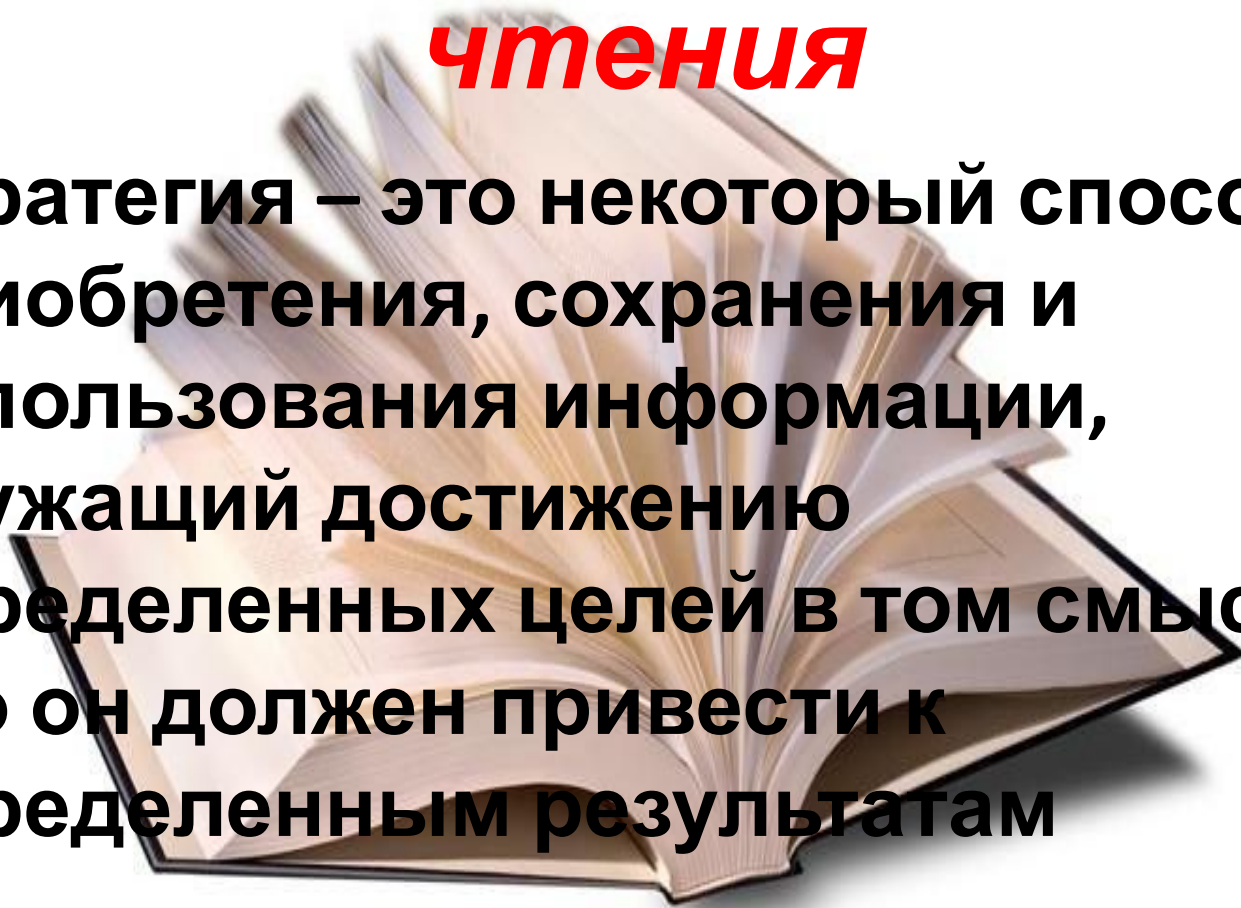 чтения
ратегия – это некоторый спосо
иобретения, сохранения и
пользования информации,
ужащий достижению
ределенных целей в том смыс
о он должен привести к
ределенным результатам